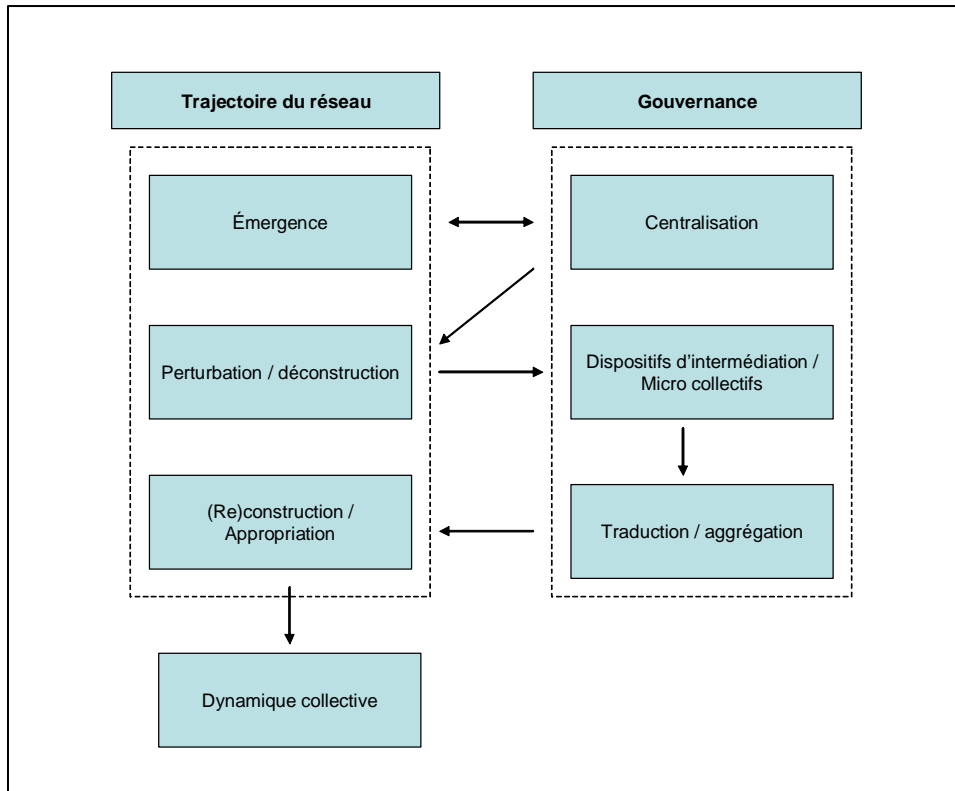 Trajectoire du réseau
Gouvernance
Émergence
Centralisation
Perturbation / déconstruction
Dispositifs d'intermédiation /
Micro collectifs
(Re)construction /
Appropriation
Traduction / aggrégation
Dynamique collective